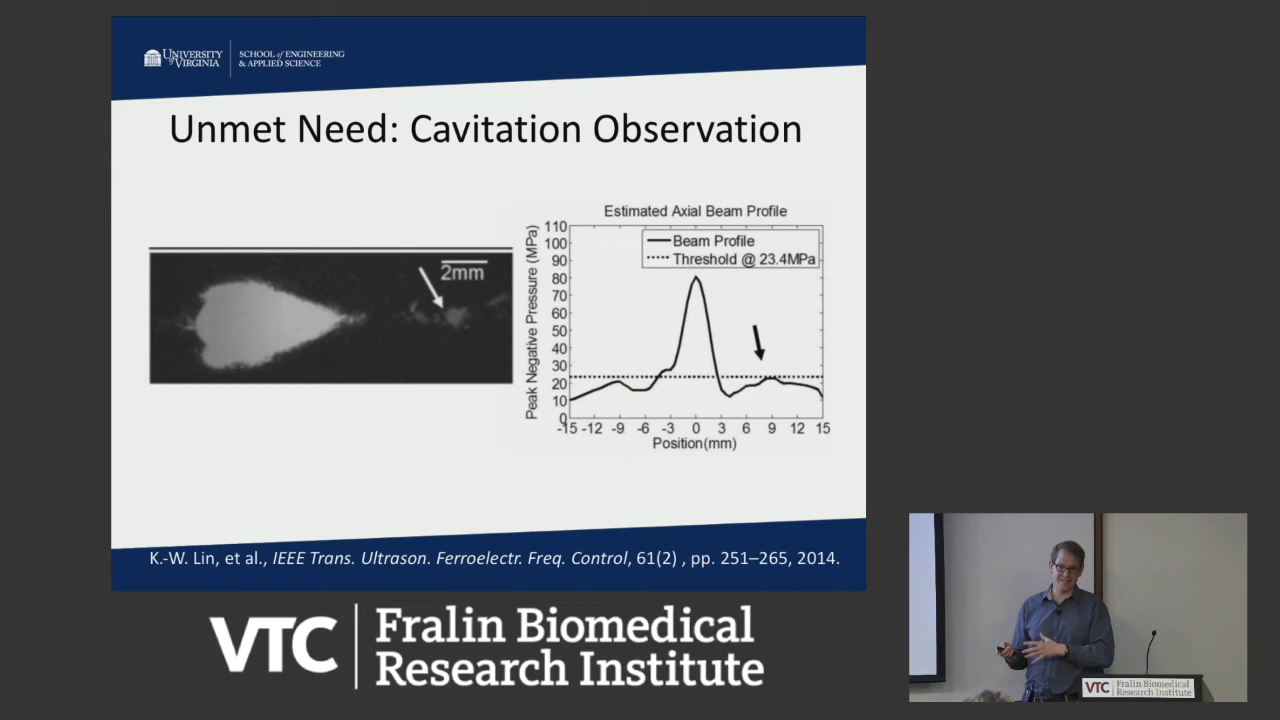 UNIVERSITY of VIRGINIA
SCHOOL of ENGINEERING
& APPLIED SCIENCE
Unmet Need: Cavitation Observation
2mm
Estimated Axial Beam Profile
Beam Profile
Threshold @ 23.4MPa
Peak Negative Pressure (MPa)
110
100
90
80
70
60
50
40
30
20
10
0
-15 -12 -9 -6 -3 0 3 6 9 12 15
Position(mm)
K.-W. Lin, et al., IEEE Trans. Ultrason. Ferroelectr. Freq. Control, 61(2) , pp. 251–265, 2014.
VTC Fralin Biomedical
Research Institute
VTC Fralin Biomedical
Research Institute